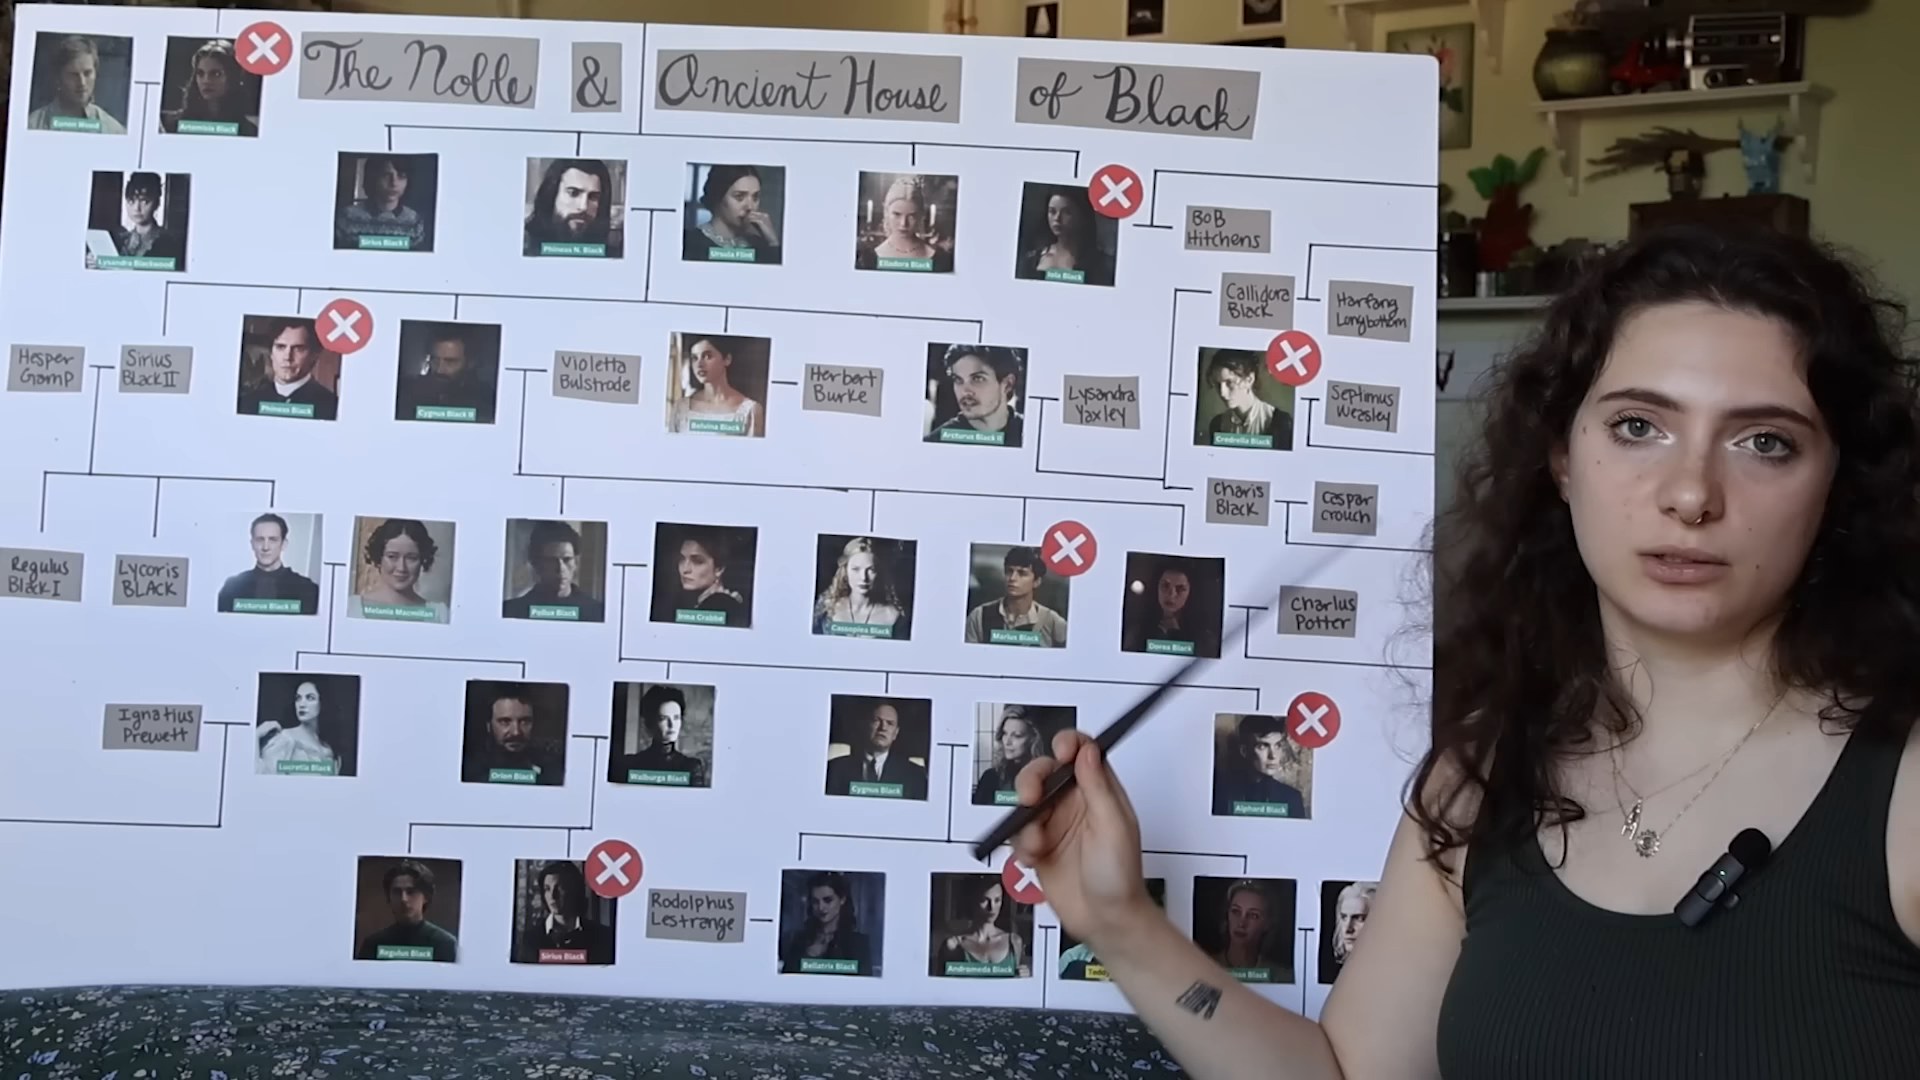 The Noble & Ancient House of Black
Euron Wood
Artemisia Black
Lysandra Blackwood
Sirius Black I
Phineas N. Black
Ursula Flint
Elladora Black
Isla Black
Bob
Hitchens
Callidora
Black
Harfang
Longbottom
Hesper
Gamp
Sirius
Black II
Phineas Black
Cygnus Black II
Violetta
Bulstrode
Belvina Black
Herbert
Burke
Arcturus Black II
Lysandra
Yaxley
Cedrella Black
Septimus
Weasley
Charis
Black
Caspar
Crouch
Regulus
Black I
Lycoris
Black
Arcturus Black III
Melania Macmillan
Pollux Black
Irma Crabbe
Cassiopeia Black
Marius Black
Dorea Black
Charlus
Potter
Ignatius
Prewett
Lucretia Black
Orion Black
Walburga Black
Cygnus Black
Alphard Black
Regulus Black
Sirius Black
Rodolphus
Lestrange
Bellatrix Black
Andromeda Black
Black